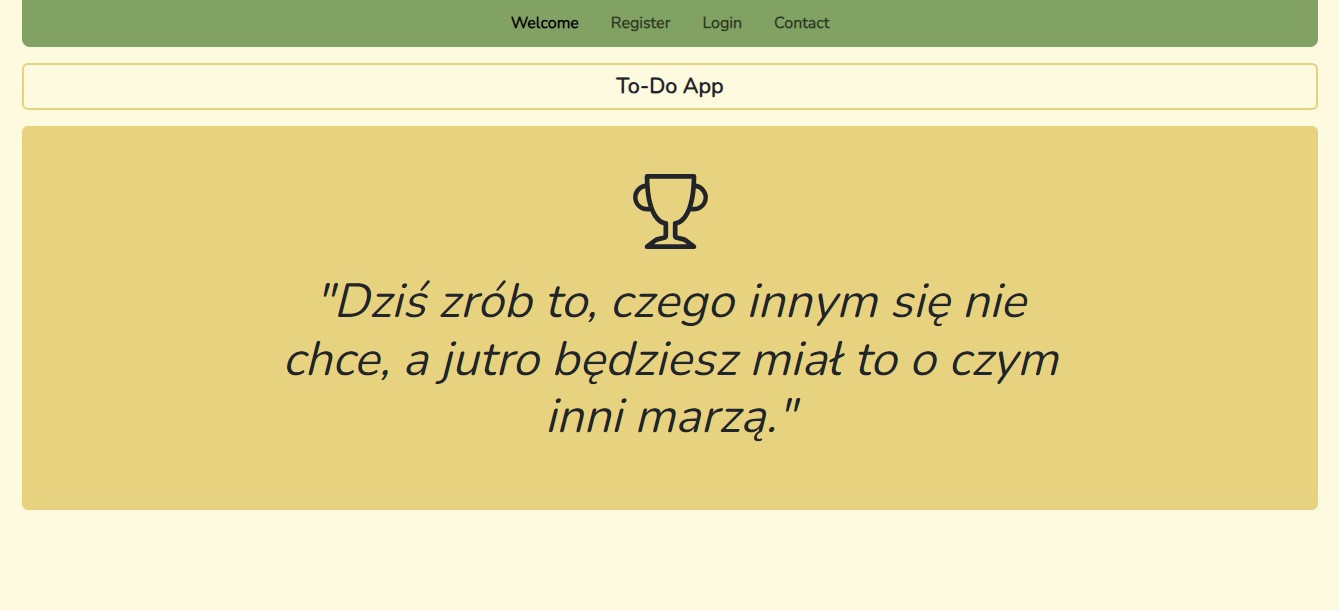 Welcome Register Login Contact
To-Do App
"Dziś zrób to, czego innym się nie
chce, a jutro będziesz miał to o czym
inni marzą."